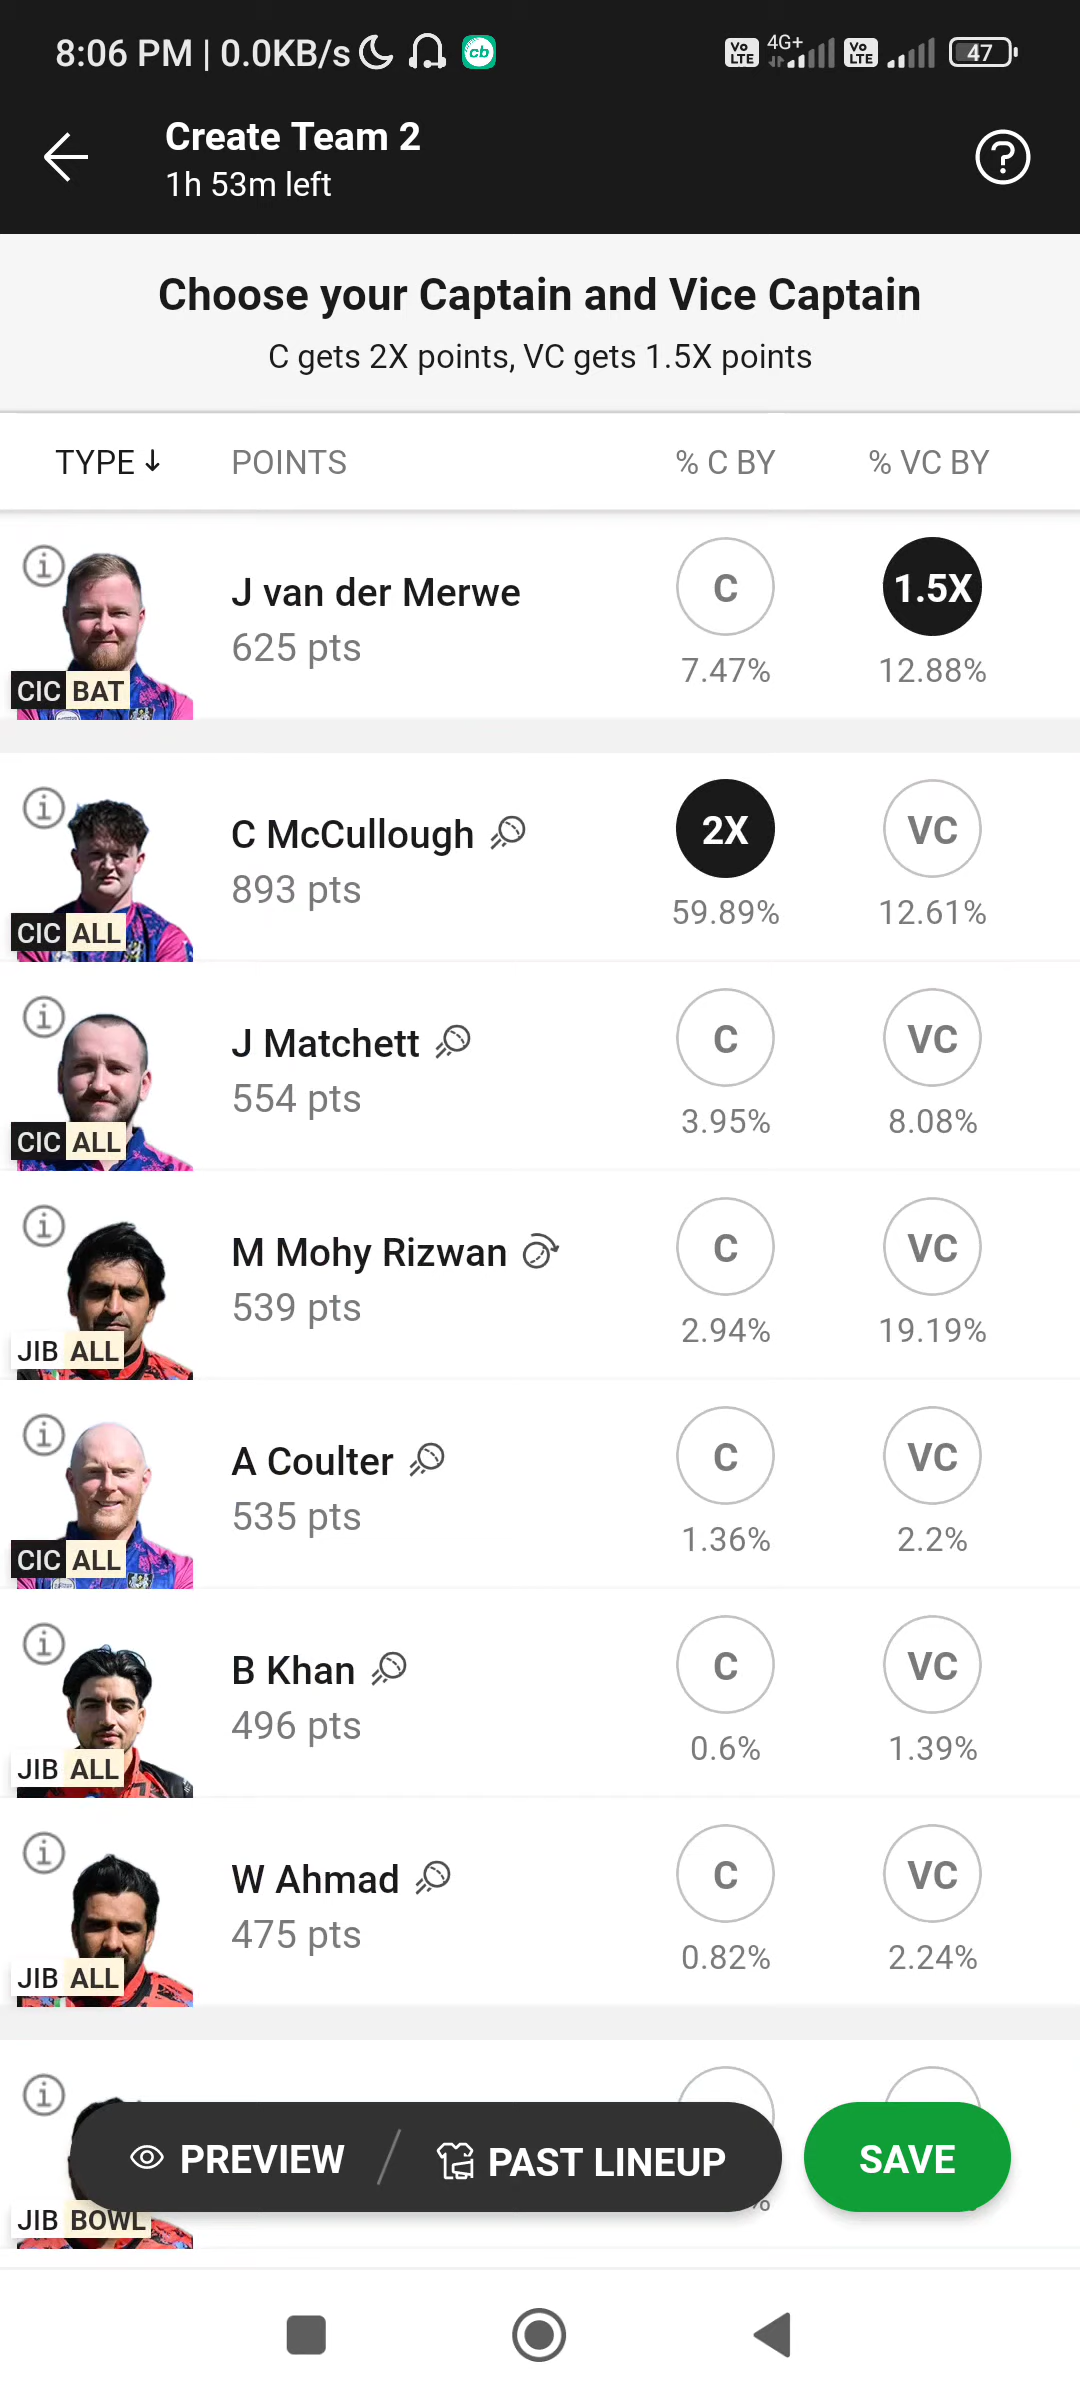 8:06 PM | 0.0KB/s cb Vo LTE 4G+ Vo LTE 47
Create Team 2
1h 53m left
Choose your Captain and Vice Captain
C gets 2X points, VC gets 1.5X points
TYPE ↓ POINTS % C BY % VC BY
J van der Merwe C 1.5X
625 pts 7.47% 12.88%
CIC BAT
C McCullough 2X VC
893 pts 59.89% 12.61%
CIC ALL
J Matchett C VC
554 pts 3.95% 8.08%
CIC ALL
M Mohy Rizwan C VC
539 pts 2.94% 19.19%
JIB ALL
A Coulter C VC
535 pts 1.36% 2.2%
CIC ALL
B Khan C VC
496 pts 0.6% 1.39%
JIB ALL
W Ahmad C VC
475 pts 0.82% 2.24%
JIB ALL
PREVIEW / PAST LINEUP SAVE
JIB BOWL %